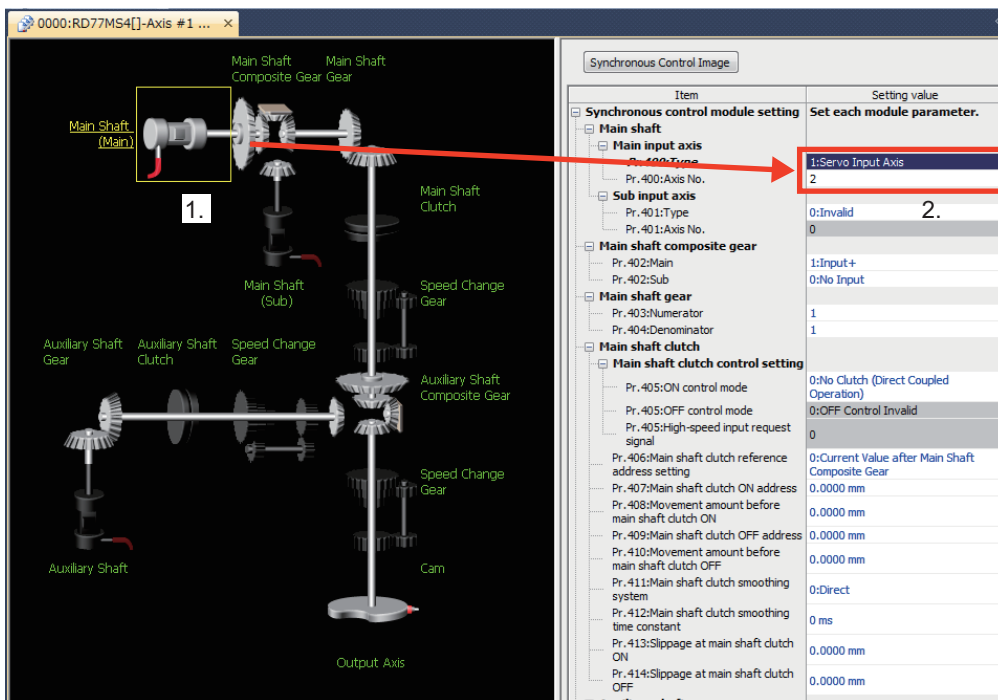 0000:RD77MS4[]-Axis #1 ... ×
Main Shaft
Composite Gear
Main Shaft
Gear
Main Shaft
(Main)
1.
Main Shaft
Clutch
Main Shaft
(Sub)
Speed Change
Gear
Auxiliary Shaft
Gear
Auxiliary Shaft
Clutch
Speed Change
Gear
Auxiliary Shaft
Composite Gear
Speed Change
Gear
Auxiliary Shaft
Cam
Output Axis
Synchronous Control Image
Item Setting value
Synchronous control module setting Set each module parameter.
Main shaft
Main input axis
Pr.400:Type 1:Servo Input Axis
Pr.400:Axis No. 2
Sub input axis
2.
Pr.401:Type 0:Invalid
Pr.401:Axis No. 0
Main shaft composite gear
Pr.402:Main 1:Input+
Pr.402:Sub 0:No Input
Main shaft gear
Pr.403:Numerator 1
Pr.404:Denominator 1
Main shaft clutch
Main shaft clutch control setting
Pr.405:ON control mode 0:No Clutch (Direct Coupled
Operation)
Pr.405:OFF control mode 0:OFF Control Invalid
Pr.405:High-speed input request
signal 0
Pr.406:Main shaft clutch reference
address setting 0:Current Value after Main Shaft
Composite Gear
Pr.407:Main shaft clutch ON address 0.0000 mm
Pr.408:Movement amount before
main shaft clutch ON 0.0000 mm
Pr.409:Main shaft clutch OFF address 0.0000 mm
Pr.410:Movement amount before
main shaft clutch OFF 0.0000 mm
Pr.411:Main shaft clutch smoothing
system 0:Direct
Pr.412:Main shaft clutch smoothing
time constant 0 ms
Pr.413:Slippage at main shaft clutch
ON 0.0000 mm
Pr.414:Slippage at main shaft clutch
OFF 0.0000 mm